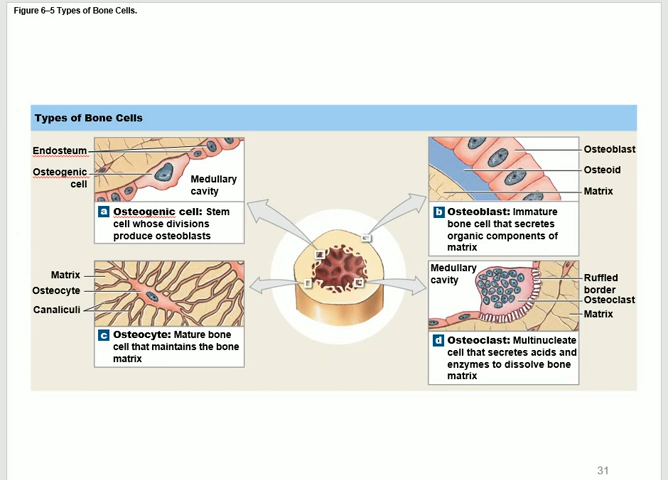 Figure 6–5 Types of Bone Cells.
Types of Bone Cells
Endosteum
Osteogenic
cell
Medullary
cavity
a Osteogenic cell: Stem
cell whose divisions
produce osteoblasts
Osteoblast
Osteoid
Matrix
b Osteoblast: Immature
bone cell that secretes
organic components of
matrix
Matrix
Osteocyte
Canaliculi
c Osteocyte: Mature bone
cell that maintains the bone
matrix
Medullary
cavity
Ruffled
border
Osteoclast
Matrix
d Osteoclast: Multinucleate
cell that secretes acids and
enzymes to dissolve bone
matrix
31